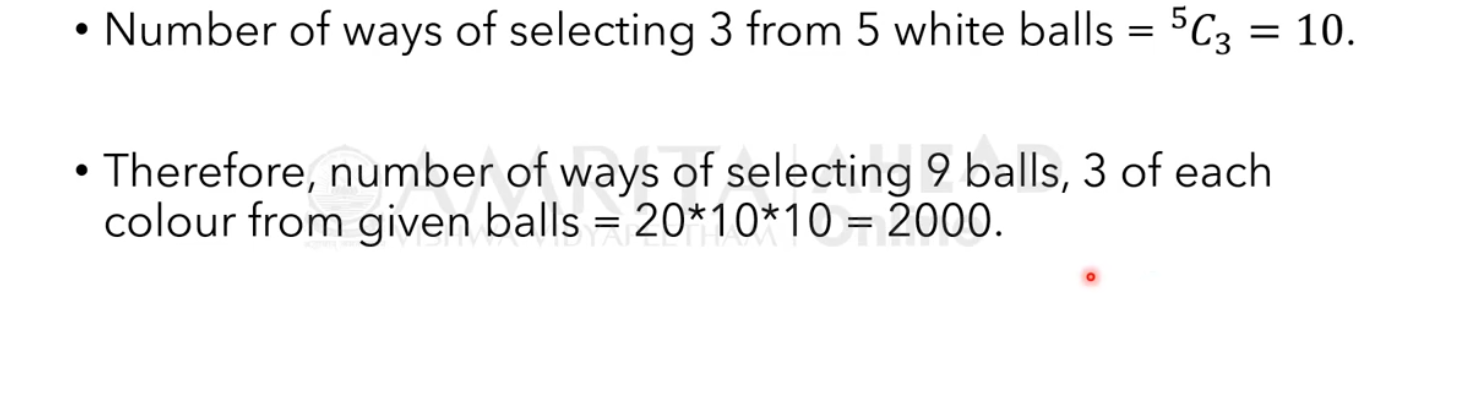 • Number of ways of selecting 3 from 5 white balls = ⁵C₃ = 10.
• Therefore, number of ways of selecting 9 balls, 3 of each
colour from given balls = 20*10*10 = 2000.
AMRITA | AHEAD
VISHWA VIDYAPEETHAM | Online